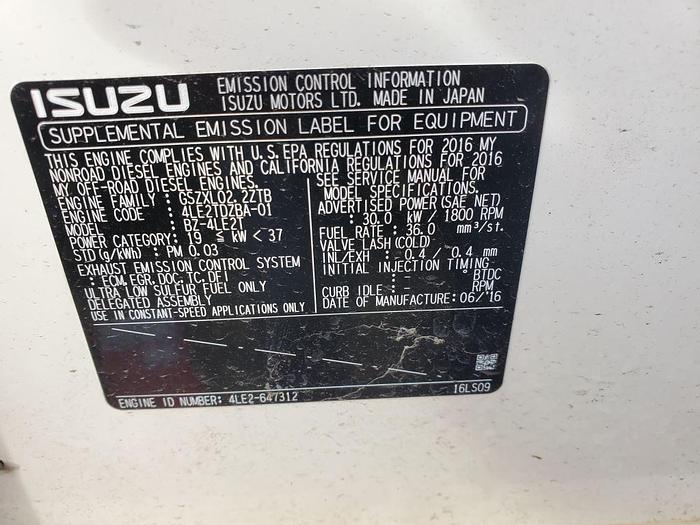 ISUZU
EMISSION CONTROL INFORMATION
ISUZU MOTORS LTD. MADE IN JAPAN
SUPPLEMENTAL EMISSION LABEL FOR EQUIPMENT
THIS ENGINE COMPLIES WITH U.S.EPA REGULATIONS FOR 2016 MY
NONROAD DIESEL ENGINES AND CALIFORNIA REGULATIONS FOR 2016
MY OFF-ROAD DIESEL ENGINES.
ENGINE FAMILY : GSZXL02.2ZTB
ENGINE CODE : 4LE2TDZBA-01
MODEL : BZ-4LE2T
POWER CATEGORY : 19 ≦ kW < 37
STD (g/kWh) : PM 0.03
EXHAUST EMISSION CONTROL SYSTEM
: ECM, EGR, DOC, TC, DFI
ULTRA LOW SULFUR FUEL ONLY
DELEGATED ASSEMBLY
USE IN CONSTANT-SPEED APPLICATIONS ONLY
SEE SERVICE MANUAL FOR
MODEL SPECIFICATIONS.
ADVERTISED POWER (SAE NET)
: 30.0 kW / 1800 RPM
FUEL RATE : 36.0 mm³/st.
VALVE LASH (COLD)
INL/EXH : 0.4 / 0.4 mm
INITIAL INJECTION TIMING
: - ° BTDC
CURB IDLE : - RPM
DATE OF MANUFACTURE : 06/'16
16LS09
ENGINE ID NUMBER: 4LE2-647312